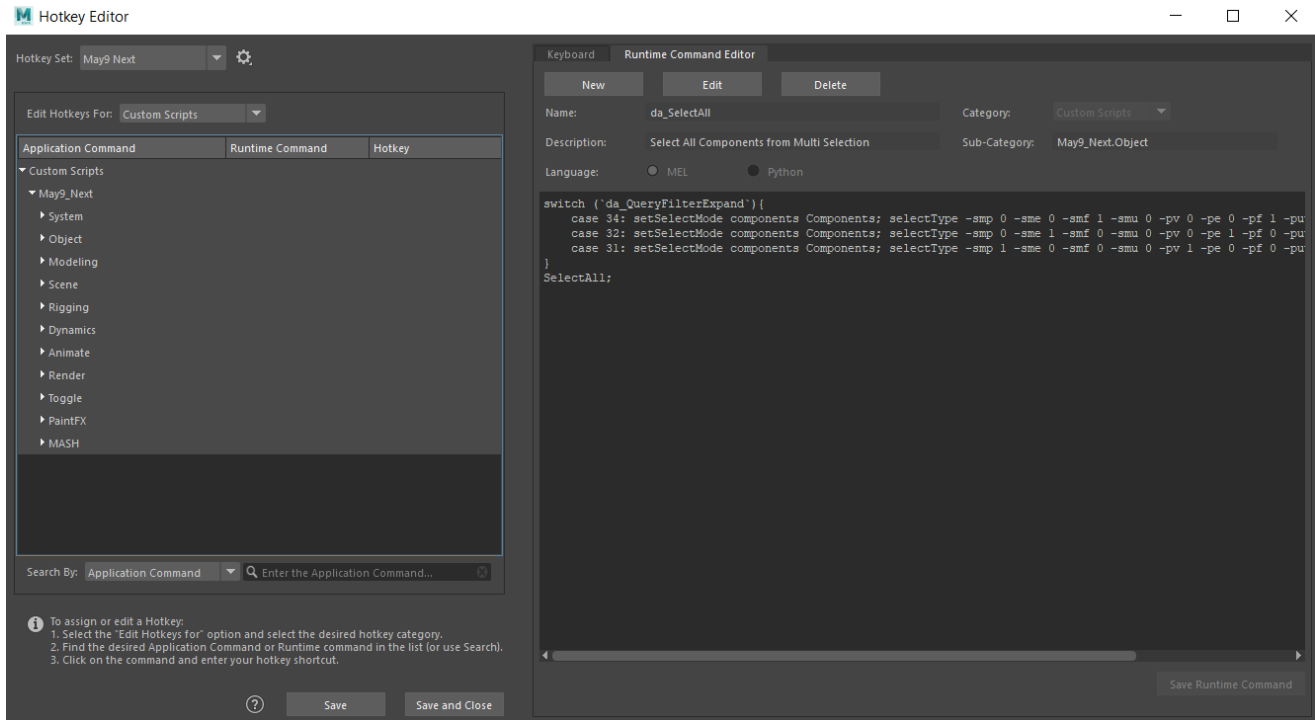 Hotkey Editor
Hotkey Set: May9 Next
Edit Hotkeys For: Custom Scripts
Application Command Runtime Command Hotkey
Custom Scripts
May9_Next
System
Object
Modeling
Scene
Rigging
Dynamics
Animate
Render
Toggle
PaintFX
MASH
Search By: Application Command Enter the Application Command...
To assign or edit a Hotkey:
1. Select the "Edit Hotkeys for" option and select the desired hotkey category.
2. Find the desired Application Command or Runtime command in the list (or use Search).
3. Click on the command and enter your hotkey shortcut.
? Save Save and Close
Keyboard Runtime Command Editor
New Edit Delete
Name: da_SelectAll Category: Custom Scripts
Description: Select All Components from Multi Selection Sub-Category: May9_Next.Object
Language: MEL Python
switch (`da_QueryFilterExpand`){
case 34: setSelectMode components Components; selectType -smp 0 -sme 0 -smf 1 -smu 0 -pv 0 -pe 0 -pf 1 -pu
case 32: setSelectMode components Components; selectType -smp 0 -sme 1 -smf 0 -smu 0 -pv 0 -pe 1 -pf 0 -pu
case 31: setSelectMode components Components; selectType -smp 1 -sme 0 -smf 0 -smu 0 -pv 1 -pe 0 -pf 0 -pu
}
SelectAll;
Save Runtime Command